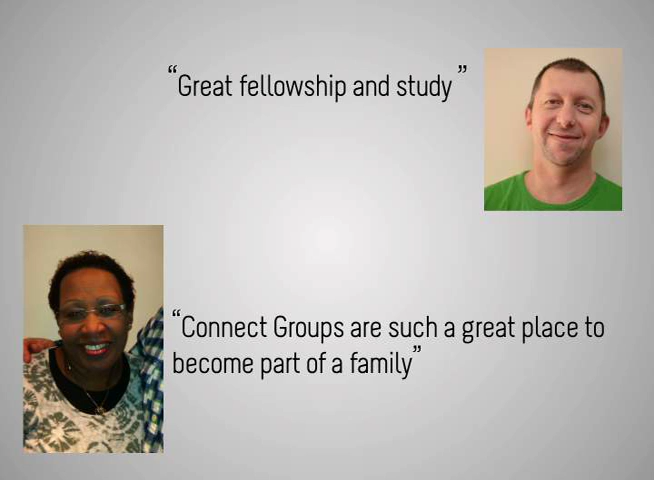 “Great fellowship and study”
“Connect Groups are such a great place to
become part of a family”